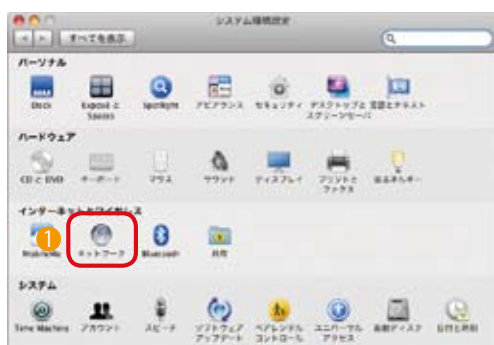 システム環境設定
すべてを表示
パーソナル
Dock
Exposé と Spaces
Spotlight
アピアランス
セキュリティ
デスクトップと スクリーンセーバ
言語とテキスト
ハードウェア
CD と DVD
キーボード
マウス
サウンド
ディスプレイ
プリントと ファクス
省エネルギー
インターネットとワイヤレス
1
MobileMe
ネットワーク
Bluetooth
共有
システム
Time Machine
アカウント
スピーチ
ソフトウェア アップデート
ペアレンタル コントロール
ユニバーサル アクセス
起動ディスク
日付と時刻